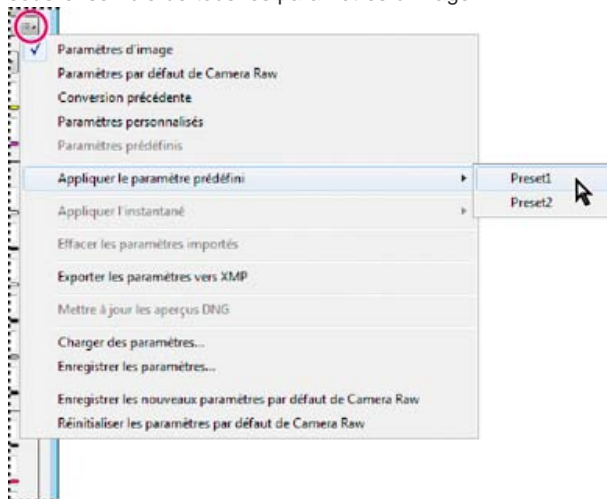 Paramètres d'image
Paramètres par défaut de Camera Raw
Conversion précédente
Paramètres personnalisés
Paramètres prédéfinis
Appliquer le paramètre prédéfini
Preset1
Preset2
Appliquer l'instantané
Effacer les paramètres importés
Exporter les paramètres vers XMP
Mettre à jour les aperçus DNG
Charger des paramètres...
Enregistrer les paramètres...
Enregistrer les nouveaux paramètres par défaut de Camera Raw
Réinitialiser les paramètres par défaut de Camera Raw